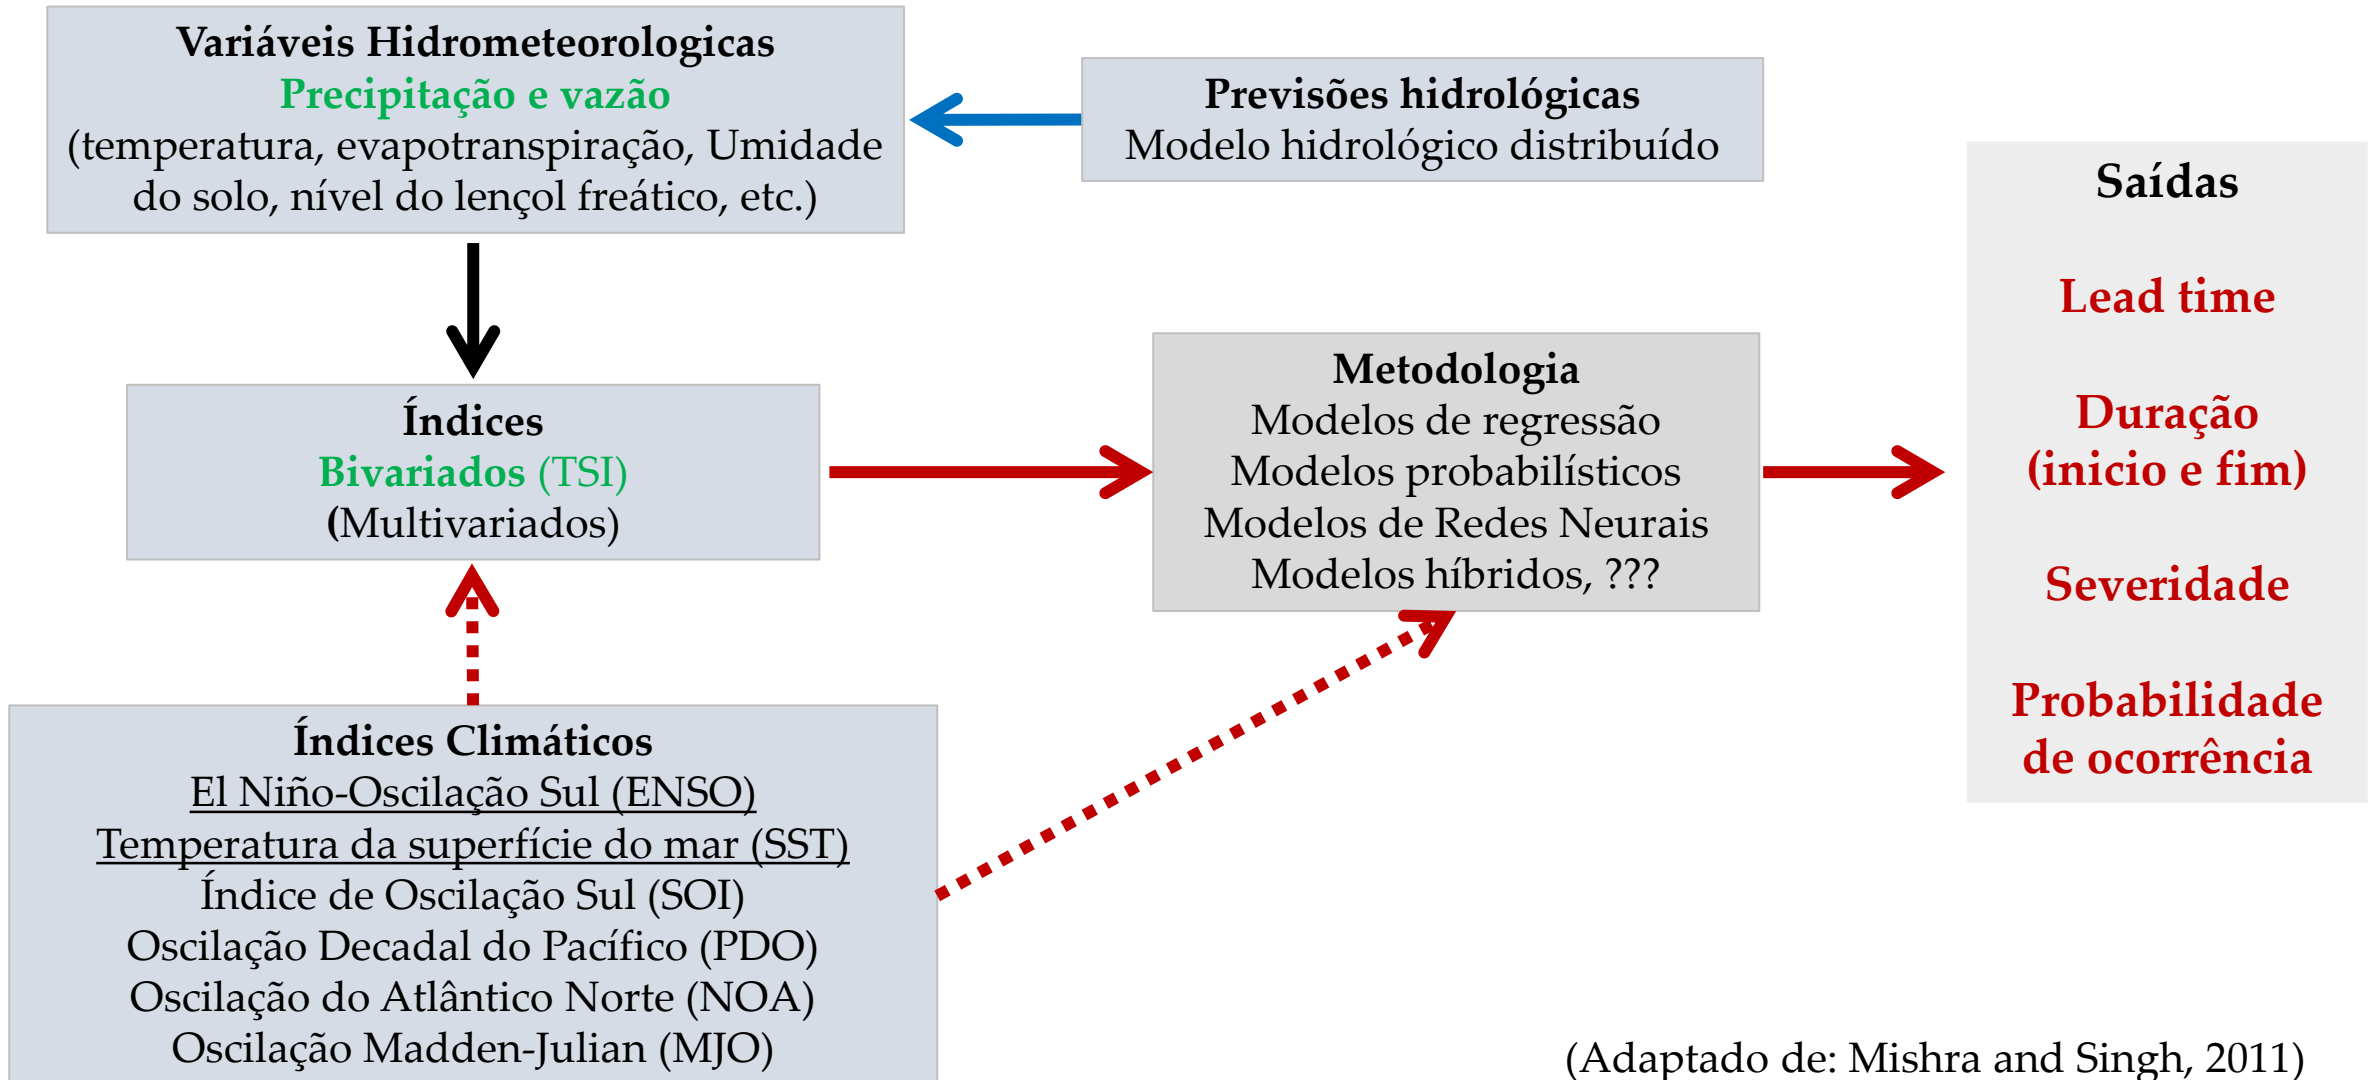 Variáveis Hidrometeorologicas
Precipitação e vazão
(temperatura, evapotranspiração, Umidade
do solo, nível do lençol freático, etc.)
Previsões hidrológicas
Modelo hidrológico distribuído
Índices
Bivariados (TSI)
(Multivariados)
Metodologia
Modelos de regressão
Modelos probabilísticos
Modelos de Redes Neurais
Modelos híbridos, ???
Saídas
Lead time
Duração
(inicio e fim)
Severidade
Probabilidade
de ocorrência
Índices Climáticos
El Niño-Oscilação Sul (ENSO)
Temperatura da superfície do mar (SST)
Índice de Oscilação Sul (SOI)
Oscilação Decadal do Pacífico (PDO)
Oscilação do Atlântico Norte (NOA)
Oscilação Madden-Julian (MJO)
(Adaptado de: Mishra and Singh, 2011)